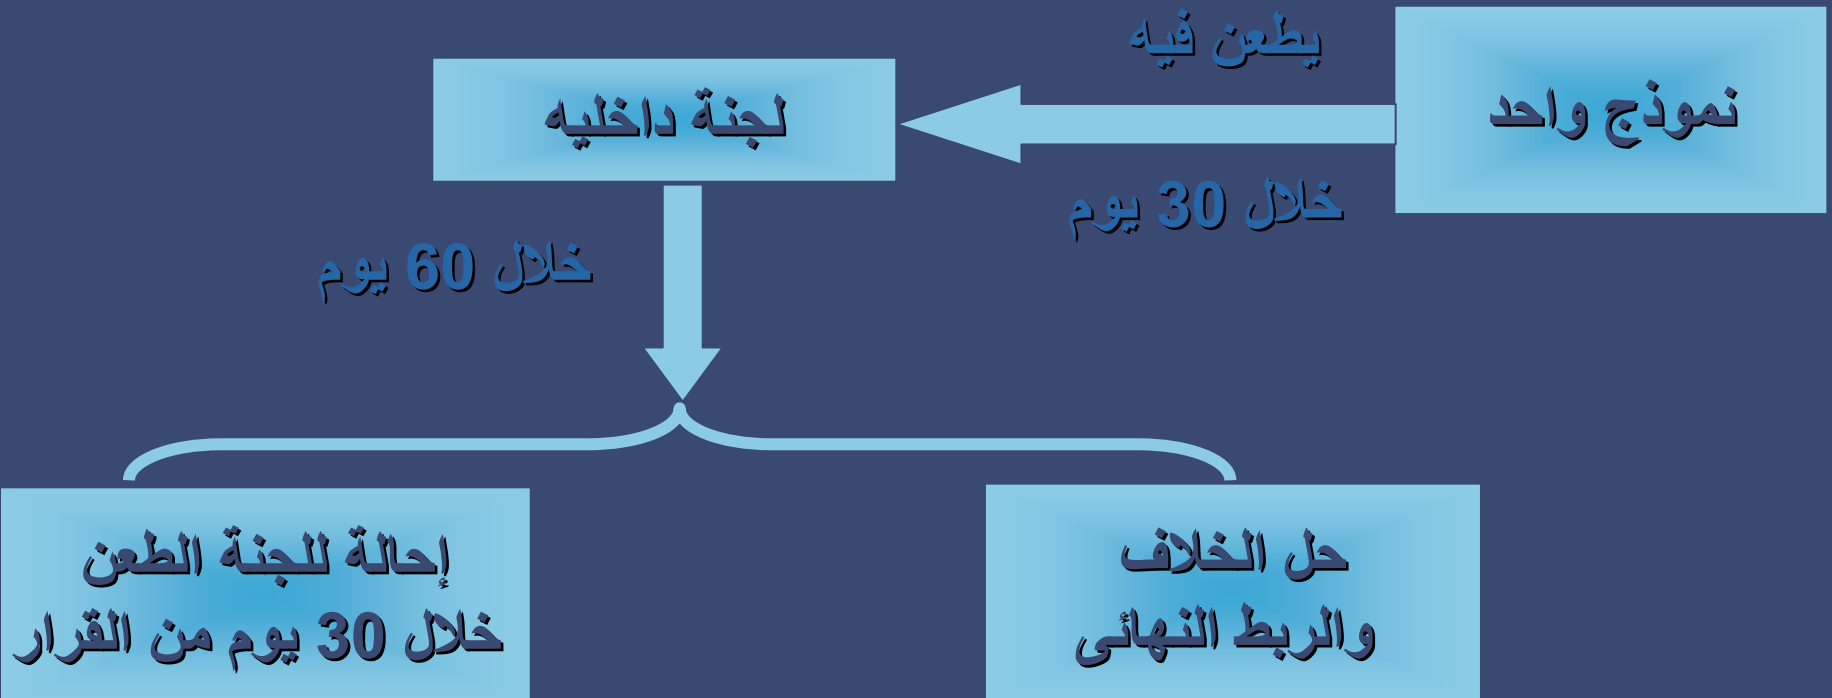 نموذج واحد
يطعن فيه
خلال 30 يوم
لجنة داخليه
خلال 60 يوم
حل الخلاف
والربط النهائى
إحالة للجنة الطعن
خلال 30 يوم من القرار